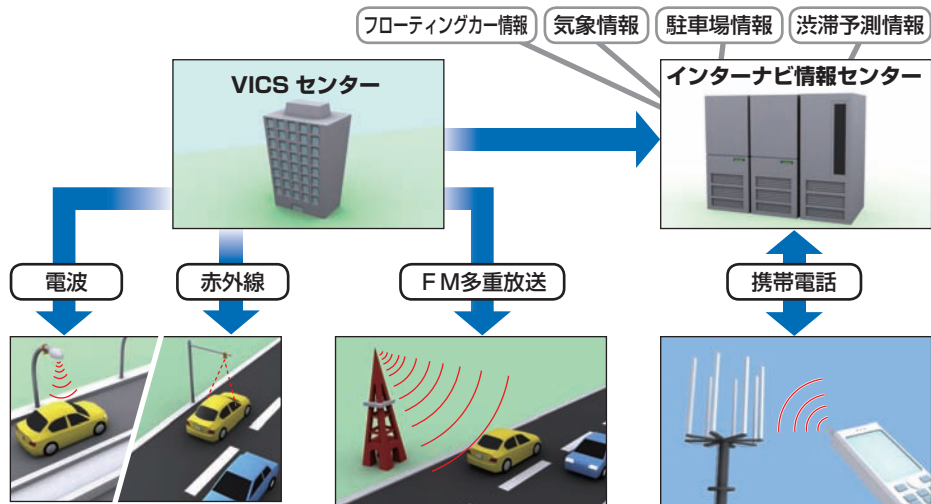 フローティングカー情報
気象情報
駐車場情報
渋滞予測情報
VICS センター
インターナビ情報センター
電波
赤外線
FM多重放送
携帯電話